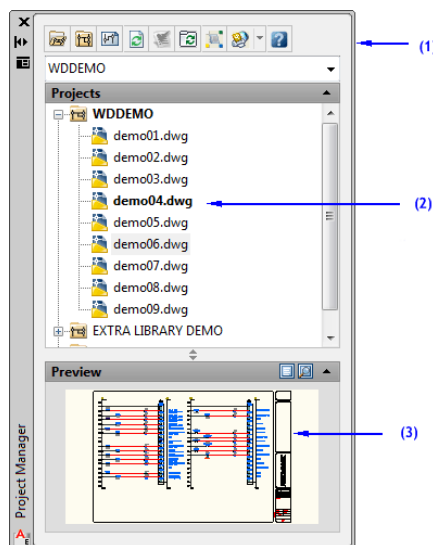 (1)
WDDEMO
Projects
WDDEMO
demo01.dwg
demo02.dwg
demo03.dwg
demo04.dwg
(2)
demo05.dwg
demo06.dwg
demo07.dwg
demo08.dwg
demo09.dwg
EXTRA LIBRARY DEMO
Preview
(3)
Project Manager